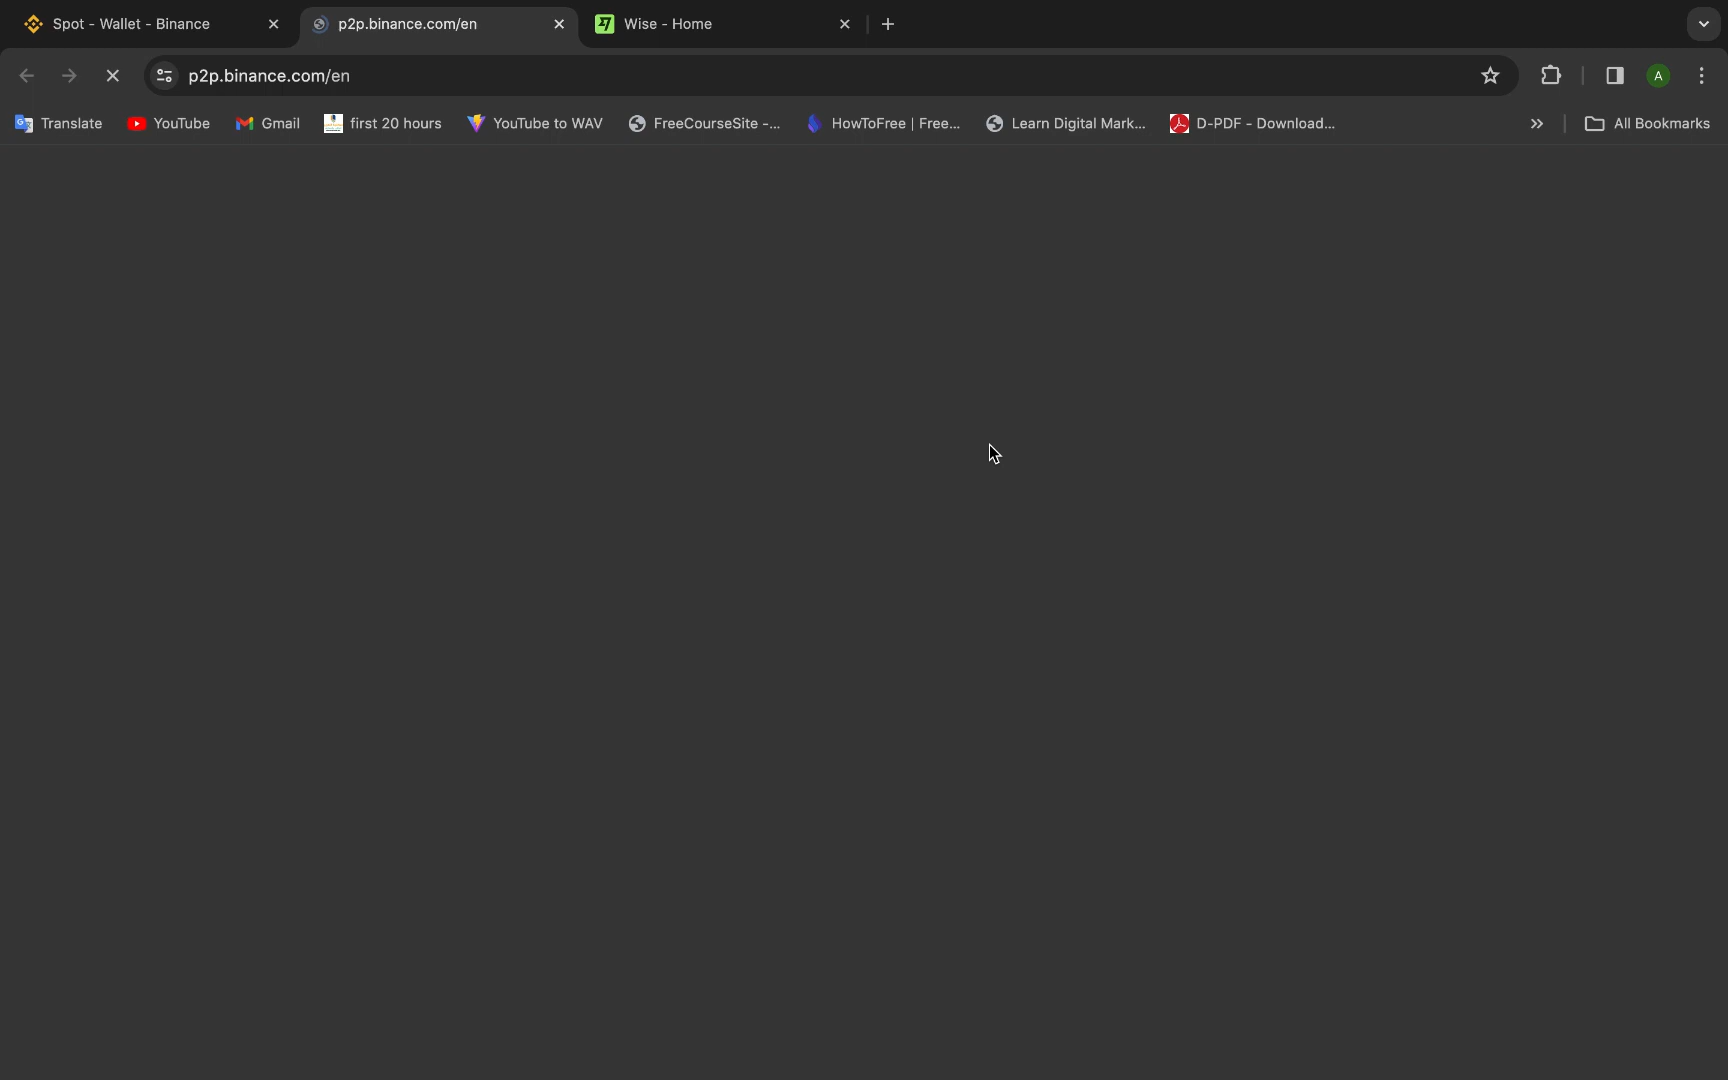 Spot - Wallet - Binance
p2p.binance.com/en
Wise - Home
p2p.binance.com/en
A
Translate
YouTube
Gmail
first 20 hours
YouTube to WAV
FreeCourseSite -...
HowToFree | Free...
Learn Digital Mark...
D-PDF - Download...
All Bookmarks